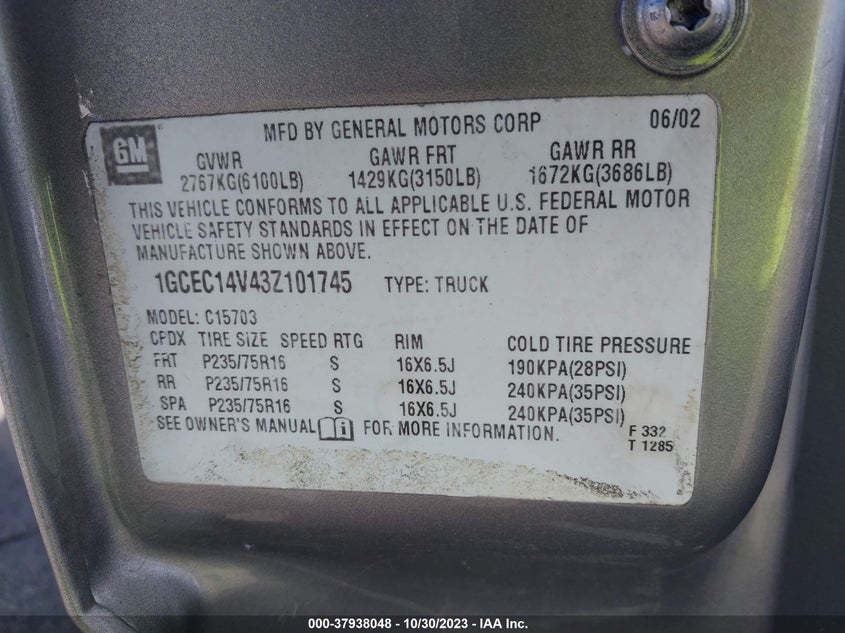 MFD BY GENERAL MOTORS CORP 06/02
GM
GVWR GAWR FRT GAWR RR
2767KG(6100LB) 1429KG(3150LB) 1672KG(3686LB)
THIS VEHICLE CONFORMS TO ALL APPLICABLE U.S. FEDERAL MOTOR
VEHICLE SAFETY STANDARDS IN EFFECT ON THE DATE OF
MANUFACTURE SHOWN ABOVE.
1GCEC14V43Z101745 TYPE: TRUCK
MODEL: C15703
CFDX TIRE SIZE SPEED RTG RIM COLD TIRE PRESSURE
FRT P235/75R16 S 16X6.5J 190KPA(28PSI)
RR P235/75R16 S 16X6.5J 240KPA(35PSI)
SPA P235/75R16 S 16X6.5J 240KPA(35PSI)
SEE OWNER'S MANUAL i FOR MORE INFORMATION.
F 332
T 1285
000-37938048 - 10/30/2023 - IAA Inc.